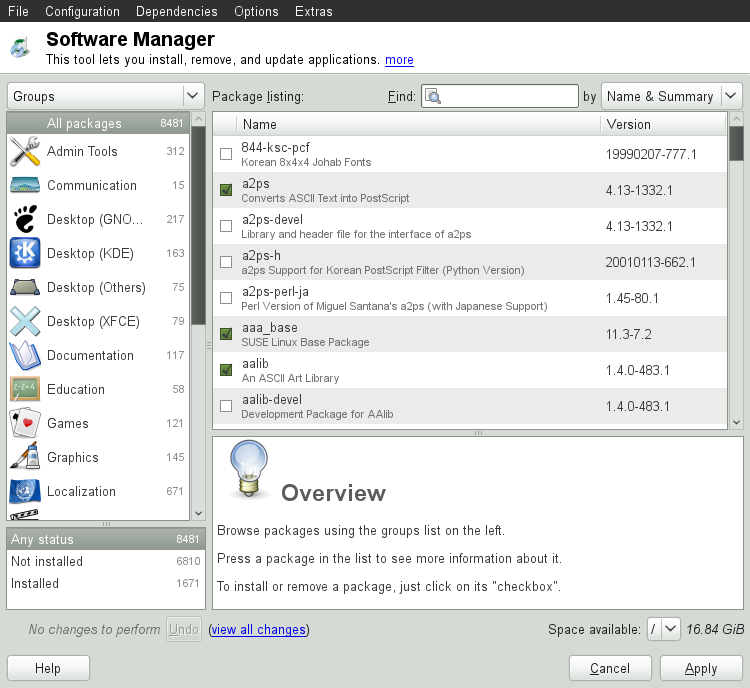 File Configuration Dependencies Options Extras
Software Manager
This tool lets you install, remove, and update applications. more
Groups
All packages 8481
Admin Tools 312
Communication 15
Desktop (GNO... 217
Desktop (KDE) 163
Desktop (Others) 75
Desktop (XFCE) 79
Documentation 117
Education 58
2-2=4
Games 121
Graphics 145
Localization 671
Any status 8481
Not installed 6810
Installed 1671
Package listing: Find: by Name & Summary
Name Version
844-ksc-pcf 19990207-777.1
Korean 8x4x4 Johab Fonts
a2ps 4.13-1332.1
Converts ASCII Text into PostScript
a2ps-devel 4.13-1332.1
Library and header file for the interface of a2ps
a2ps-h 20010113-662.1
a2ps Support for Korean PostScript Filter (Python Version)
a2ps-perl-ja 1.45-80.1
Perl Version of Miguel Santana's a2ps (with Japanese Support)
aaa_base 11.3-7.2
SUSE Linux Base Package
aalib 1.4.0-483.1
An ASCII Art Library
aalib-devel 1.4.0-483.1
Development Package for AAlib
Overview
Browse packages using the groups list on the left.
Press a package in the list to see more information about it.
To install or remove a package, just click on its "checkbox".
No changes to perform Undo (view all changes) Space available: / 16.84 GiB
Help Cancel Apply